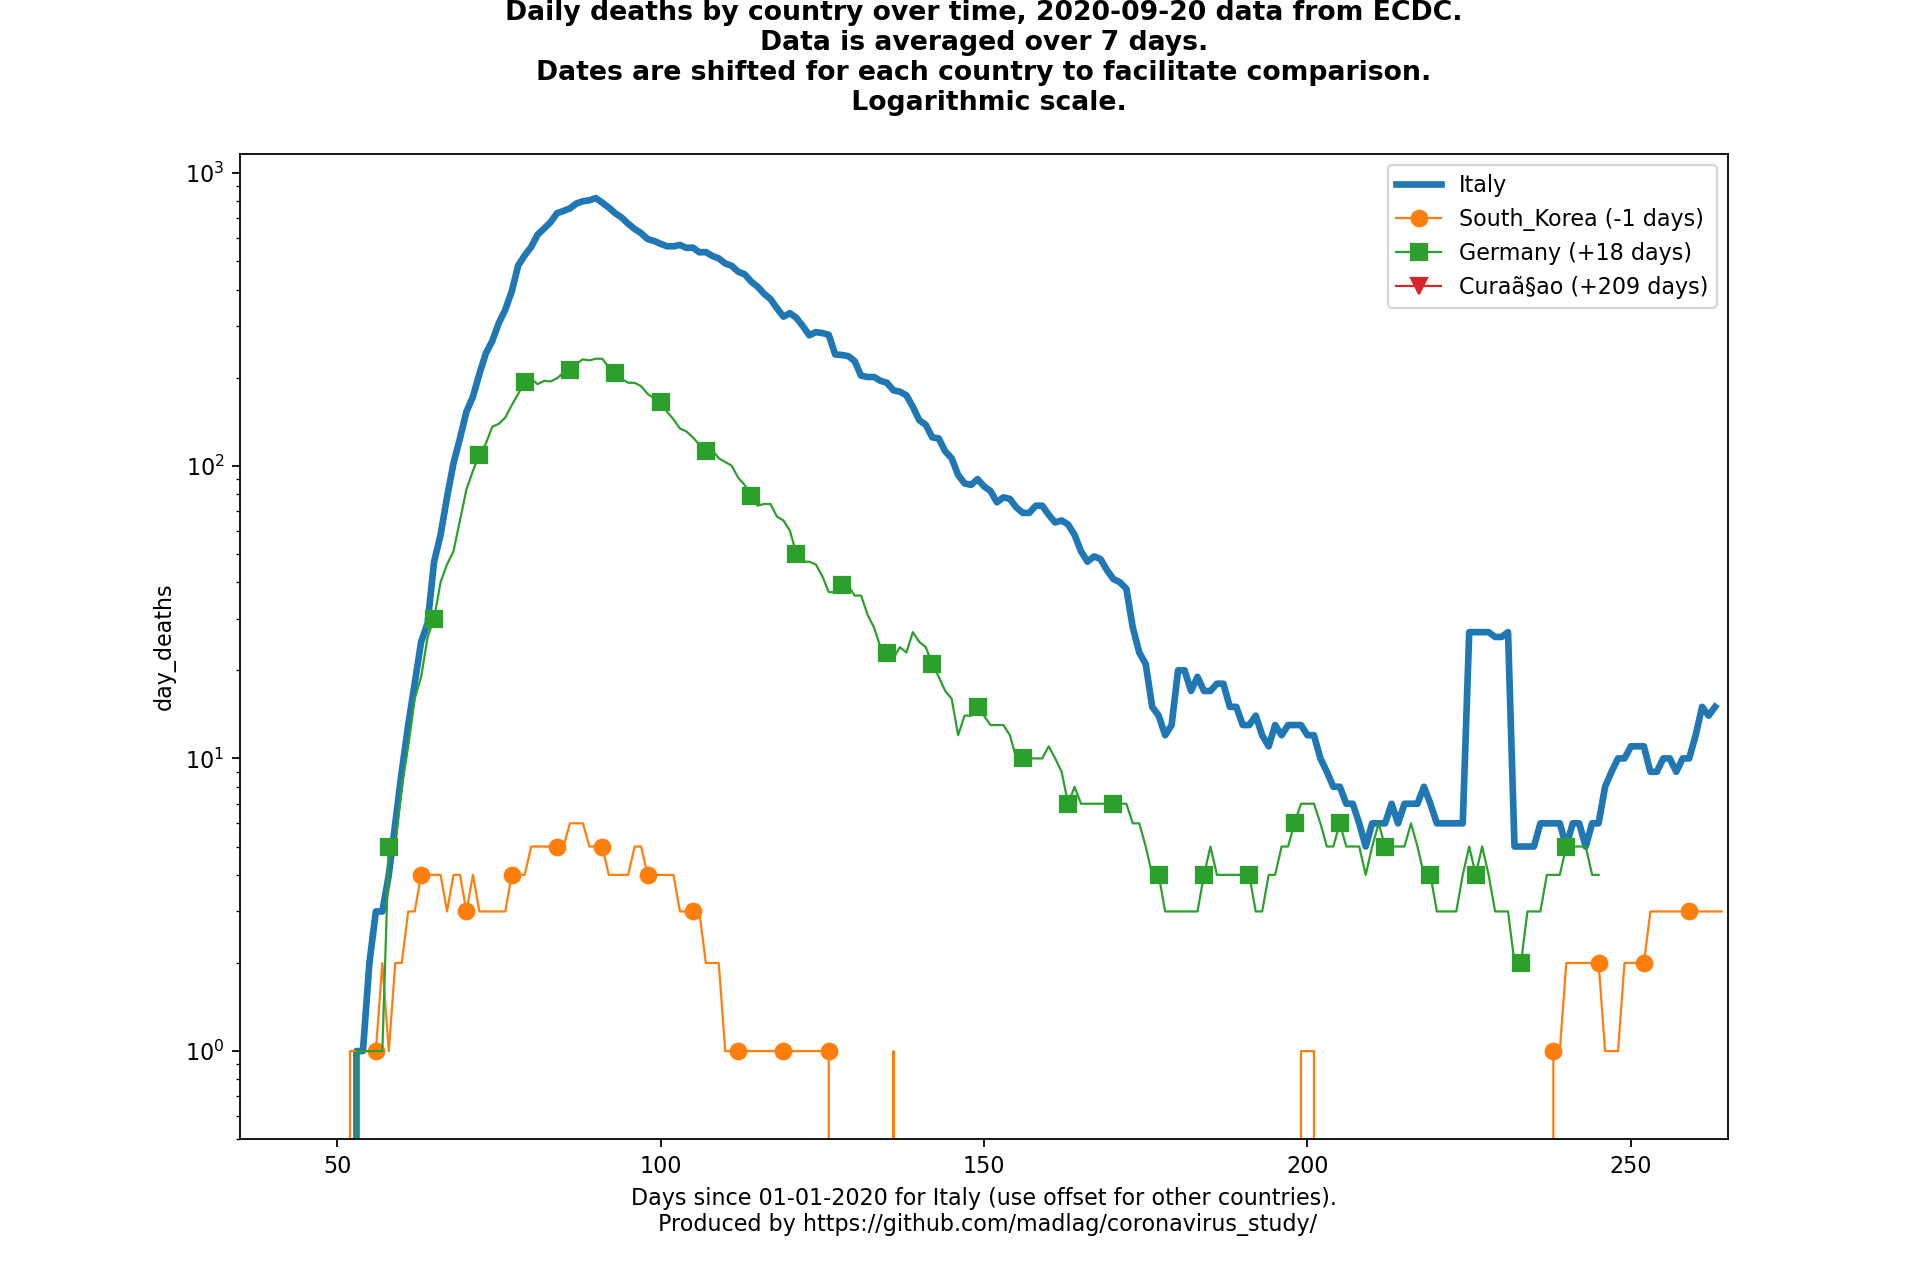 Daily deaths by country over time, 2020-09-20 data from ECDC.
Data is averaged over 7 days.
Dates are shifted for each country to facilitate comparison.
Logarithmic scale.
Italy
South_Korea (-1 days)
Germany (+18 days)
Curaã§ao (+209 days)
day_deaths
10³
10²
10¹
10⁰
50 100 150 200 250
Days since 01-01-2020 for Italy (use offset for other countries).
Produced by https://github.com/madlag/coronavirus_study/